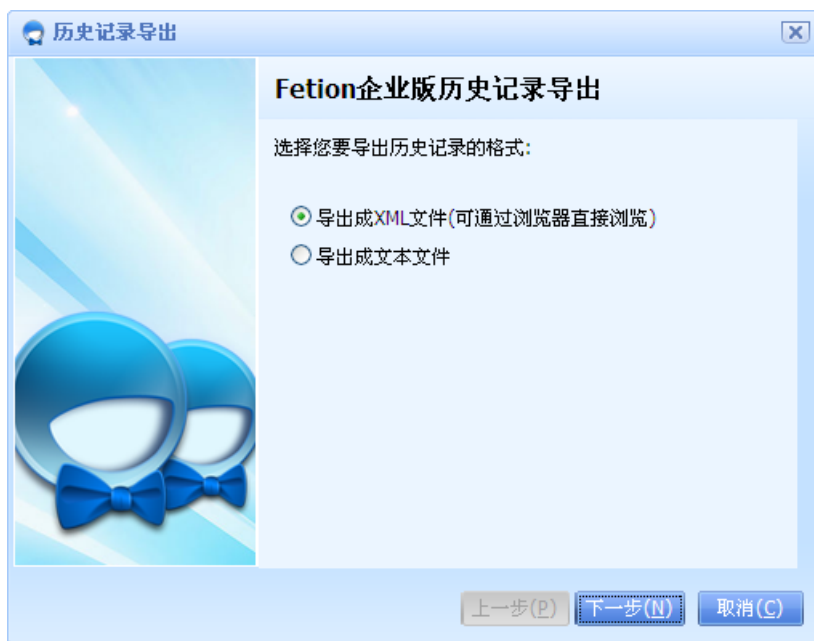 历史记录导出
Fetion企业版历史记录导出
选择您要导出历史记录的格式:
导出成XML文件(可通过浏览器直接浏览)
导出成文本文件
上一步(P) 下一步(N) 取消(C)